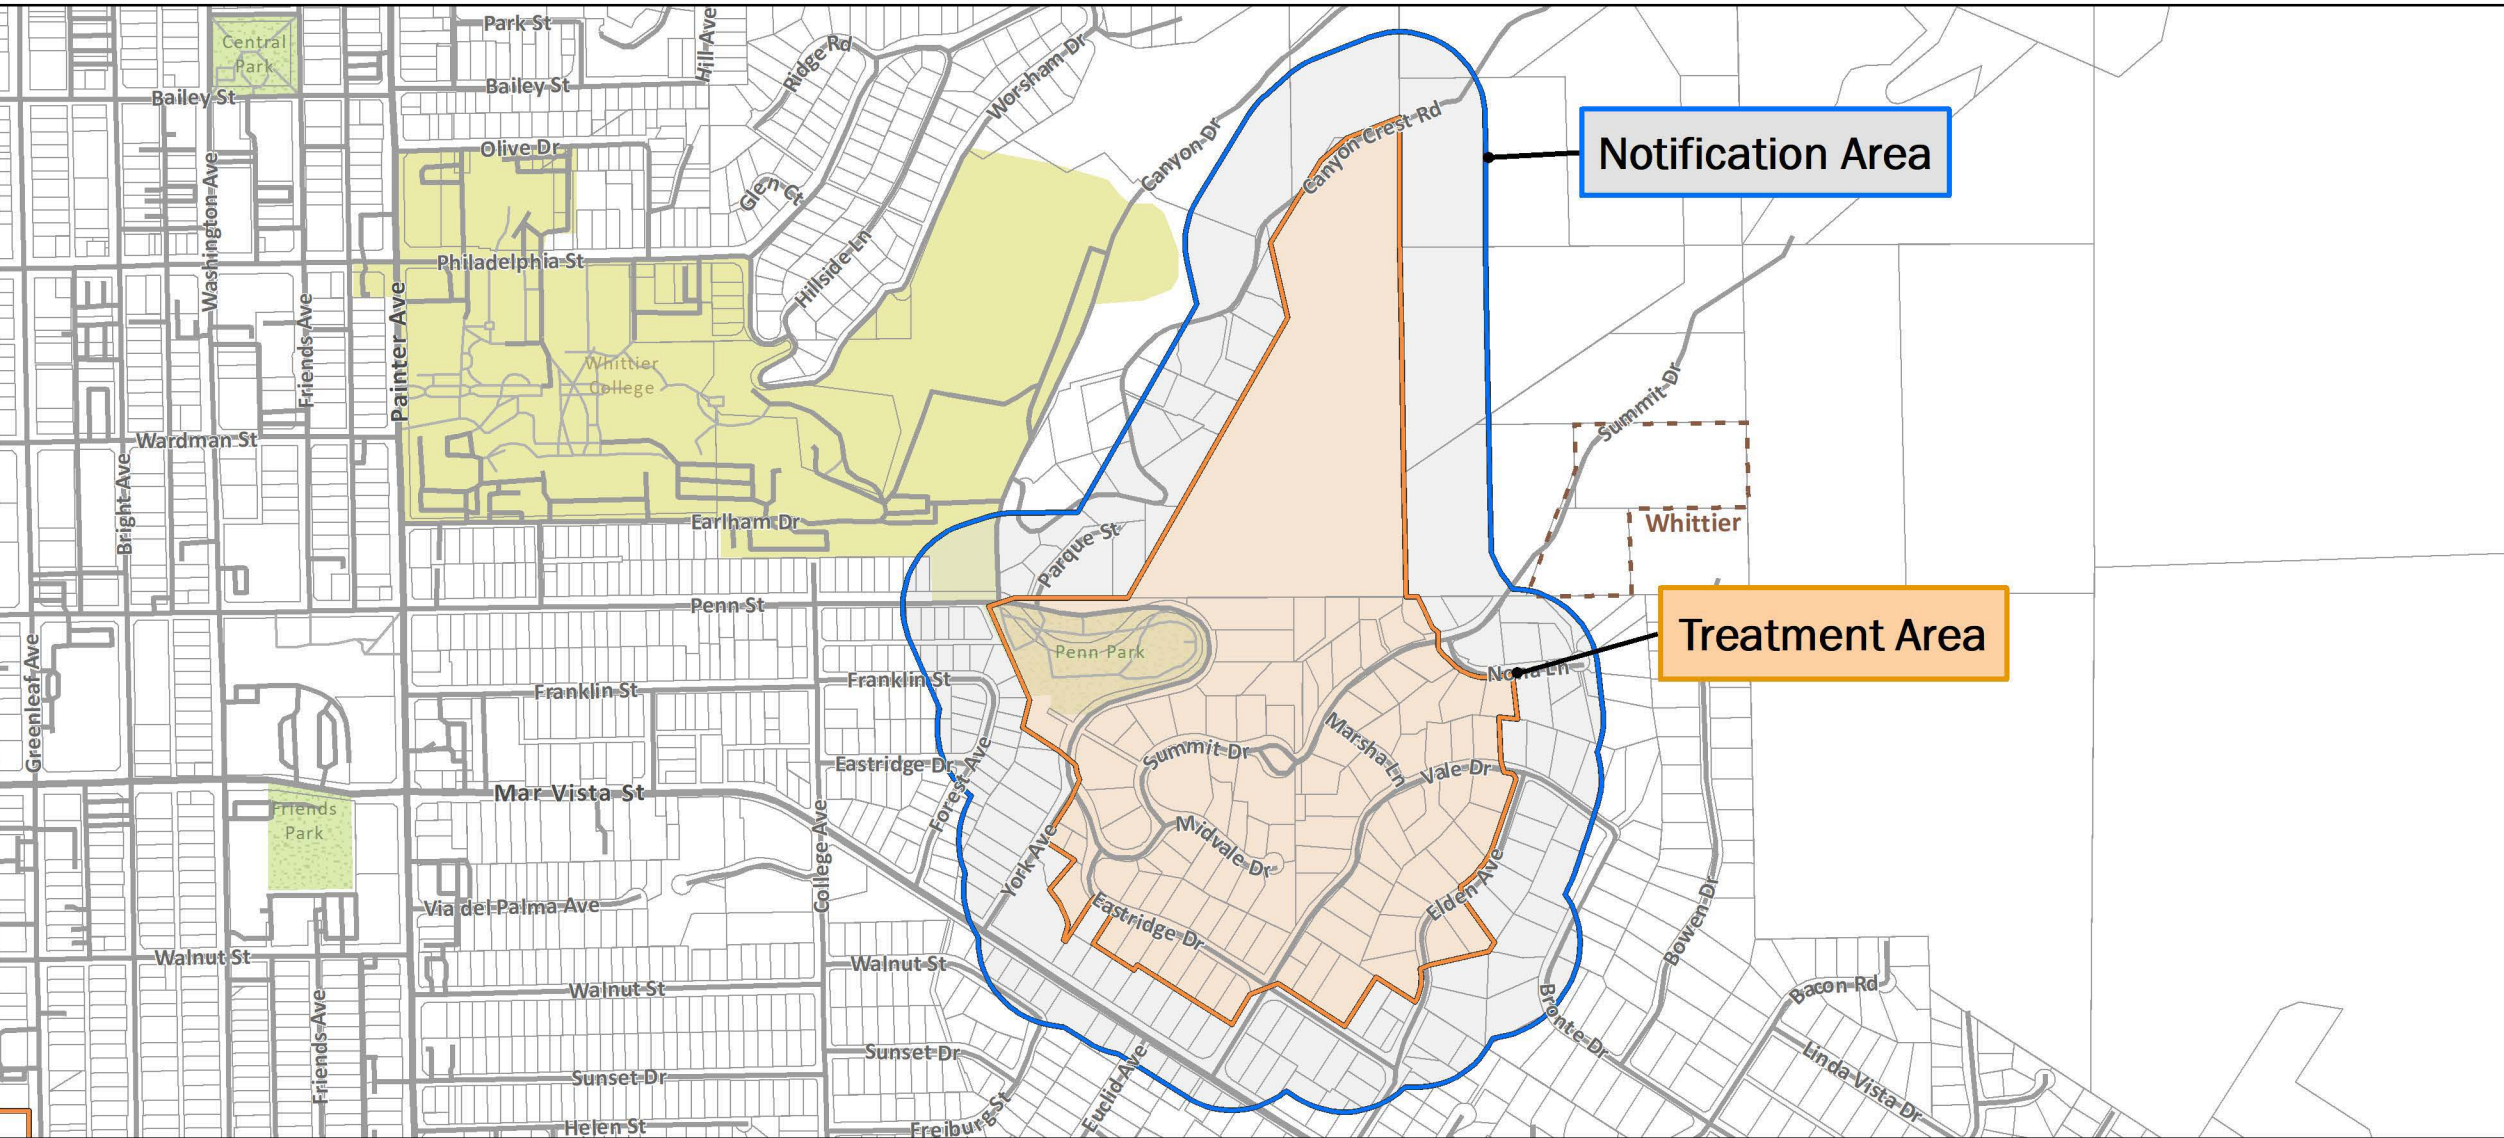 Park St
Hill Ave
Central
Park
Ridge Rd
Worsham Dr
Bailey St
Bailey St
Canyon Crest Rd
Canyon Dr
Notification Area
Olive Dr
Washington Ave
Glen Ct
Philadelphia St
Hillside Ln
Friends Ave
Painter Ave
Whittier
College
Summit Dr
Wardman St
Bright Ave
Earlham Dr
Whittier
Parque St
Penn St
Treatment Area
Penn Park
Greenleaf Ave
Franklin St
Franklin St
Marsha Ln
Summit Dr
Eastridge Dr
Vale Dr
Mar Vista St
Forest Ave
Friends
Park
College Ave
Midvale Dr
York Ave
Elden Ave
Via del Palma Ave
Eastridge Dr
Bowen Dr
Walnut St
Walnut St
Walnut St
Bacon Rd
Friends Ave
Bronte Dr
Sunset Dr
Sunset Dr
Euclid Ave
Linda Vista Dr
Helen St
Freiburg St